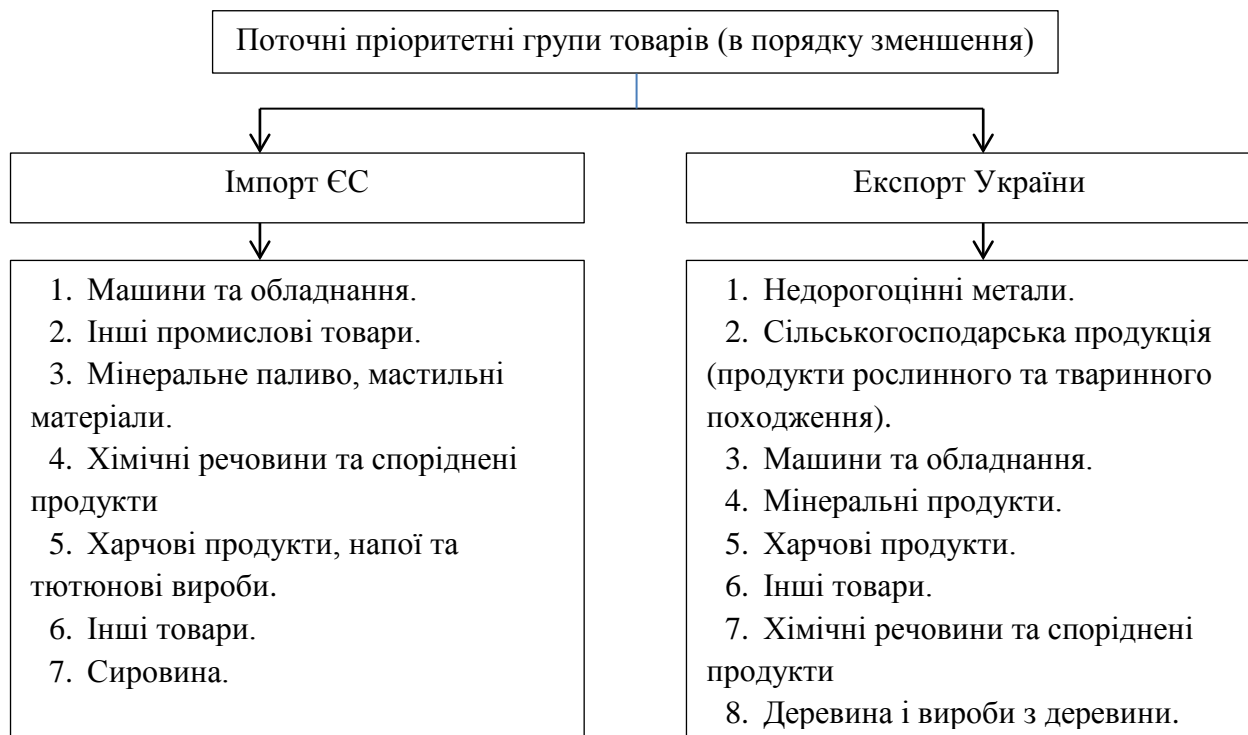 Поточні пріоритетні групи товарів (в порядку зменшення)
Імпорт ЄС
Експорт України
1. Машини та обладнання.
2. Інші промислові товари.
3. Мінеральне паливо, мастильні
матеріали.
4. Хімічні речовини та споріднені
продукти
5. Харчові продукти, напої та
тютюнові вироби.
6. Інші товари.
7. Сировина.
1. Недорогоцінні метали.
2. Сільськогосподарська продукція
(продукти рослинного та тваринного
походження).
3. Машини та обладнання.
4. Мінеральні продукти.
5. Харчові продукти.
6. Інші товари.
7. Хімічні речовини та споріднені
продукти
8. Деревина і вироби з деревини.